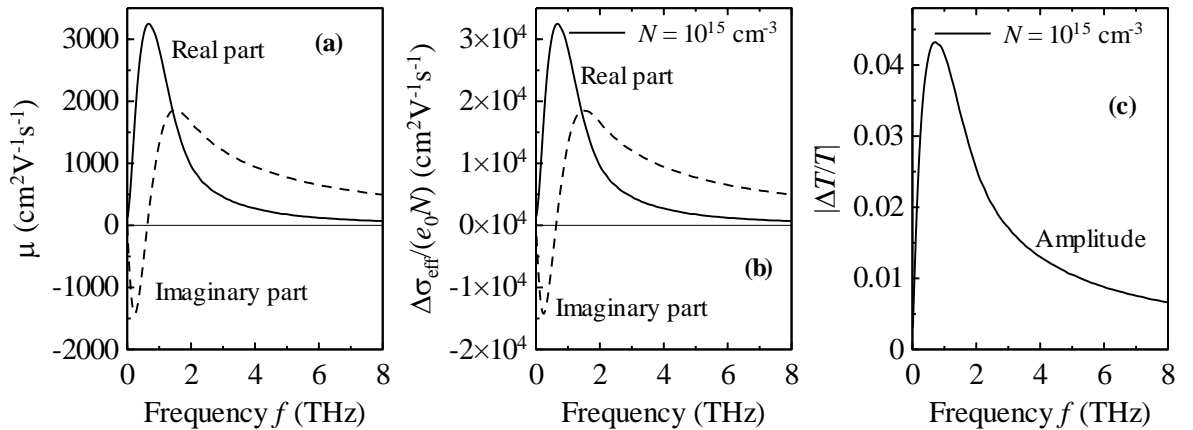 3000
2000
1000
0
-1000
-2000
μ (cm²V⁻¹s⁻¹)
Real part
(a)
Imaginary part
0 2 4 6 8
Frequency f (THz)
3×10⁴
2×10⁴
1×10⁴
0×10⁴
-1×10⁴
-2×10⁴
Δσeff/(e₀N) (cm²V⁻¹s⁻¹)
N = 10¹⁵ cm⁻³
Real part
(b)
Imaginary part
0 2 4 6 8
Frequency f (THz)
0.04
0.03
0.02
0.01
0.00
|ΔT/T|
N = 10¹⁵ cm⁻³
(c)
Amplitude
0 2 4 6 8
Frequency f (THz)